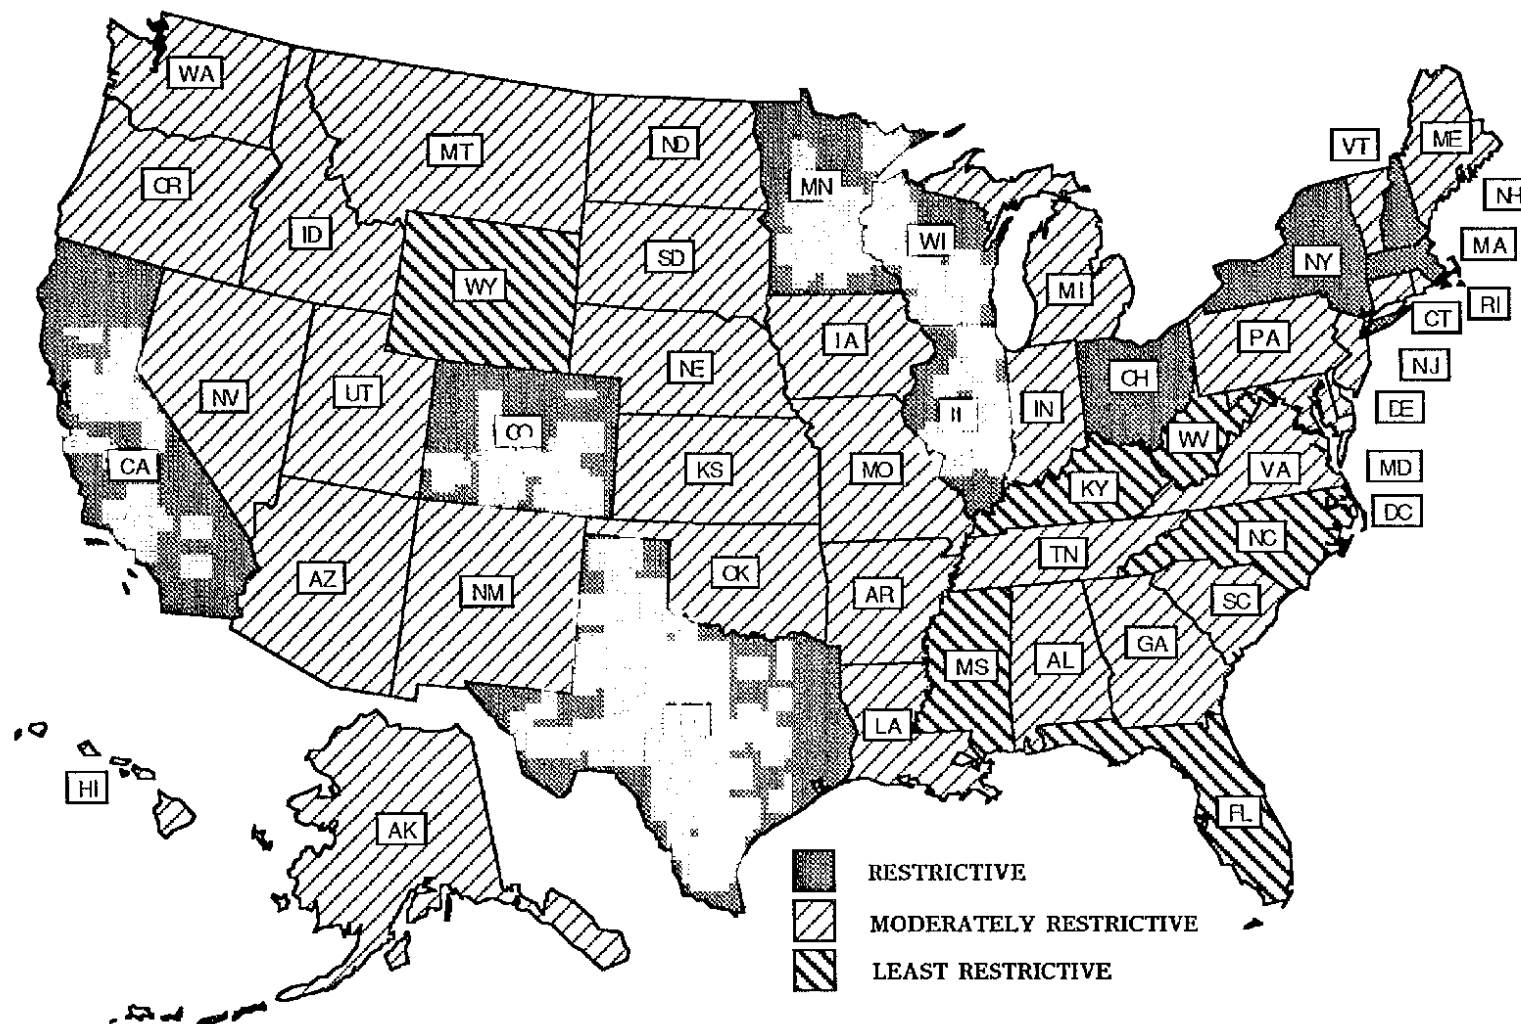 WA
MT
ND
MN
VT
ME
OR
ID
SD
WI
NH
MA
WY
MI
NY
RI
CT
IA
PA
NE
NJ
NV
UT
OH
IN
DE
CO
WV
CA
KS
MO
KY
VA
MD
DC
NC
TN
AZ
NM
OK
AR
SC
MS
AL
GA
LA
HI
AK
FL
RESTRICTIVE
MODERATELY RESTRICTIVE
LEAST RESTRICTIVE